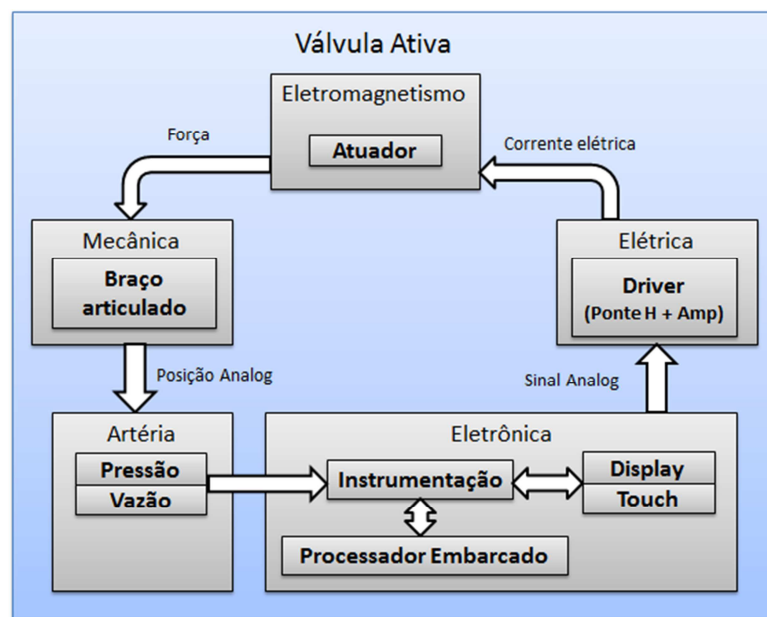 Válvula Ativa
Eletromagnetismo
Atuador
Força
Corrente elétrica
Mecânica
Braço
articulado
Elétrica
Driver
(Ponte H + Amp)
Posição Analog
Sinal Analog
Artéria
Pressão
Vazão
Eletrônica
Instrumentação
Display
Touch
Processador Embarcado